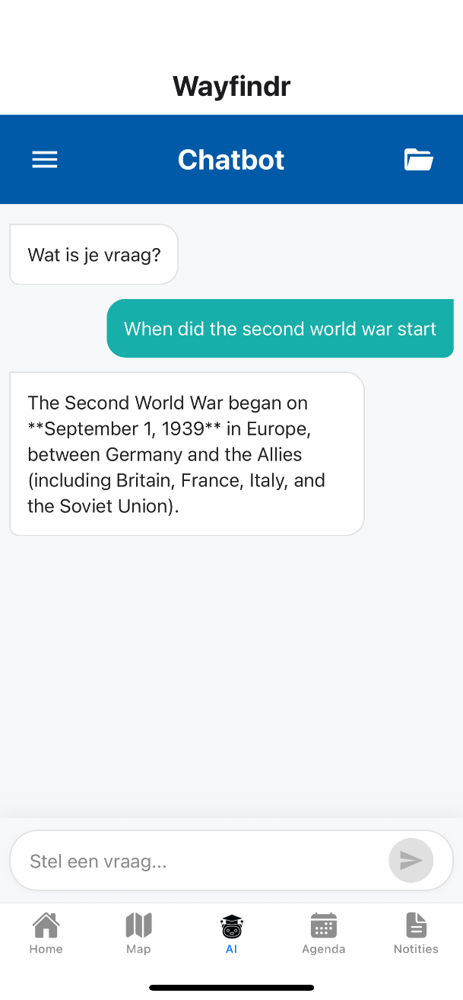 Wayfindr
Chatbot
Wat is je vraag?
When did the second world war start
The Second World War began on
**September 1, 1939** in Europe,
between Germany and the Allies
(including Britain, France, Italy, and
the Soviet Union).
Stel een vraag...
Home
Map
AI
Agenda
Notities